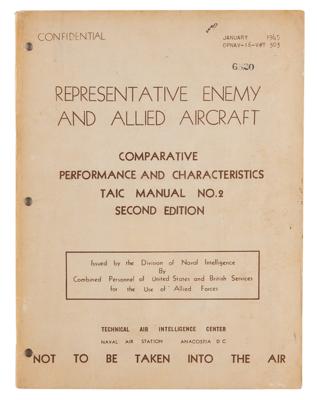 CONFIDENTIAL
JANUARY 1945
OPNAV-16-V#T 303
REPRESENTATIVE ENEMY
AND ALLIED AIRCRAFT
COMPARATIVE
PERFORMANCE AND CHARACTERISTICS
TAIC MANUAL NO.2
SECOND EDITION
Issued by the Division of Naval Intelligence
By
Combined Personnel of United States and British Services
for the Use of Allied Forces
TECHNICAL AIR INTELLIGENCE CENTER
NAVAL AIR STATION ANACOSTIA D C
NOT TO BE TAKEN INTO THE AIR